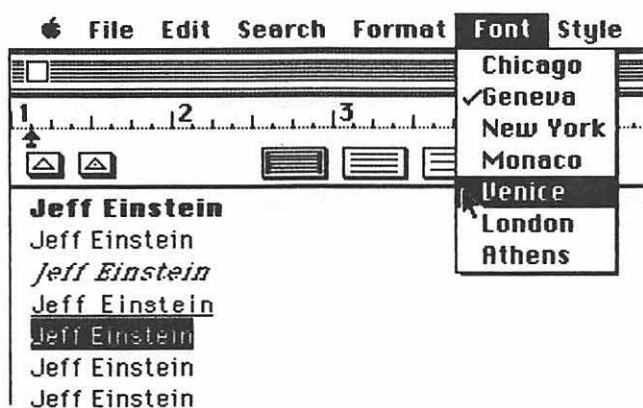 File Edit Search Format Font Style
Chicago
✓Geneva
New York
Monaco
Venice
London
Athens
1 2 3
Jeff Einstein
Jeff Einstein
Jeff Einstein
Jeff Einstein
Jeff Einstein
Jeff Einstein
Jeff Einstein